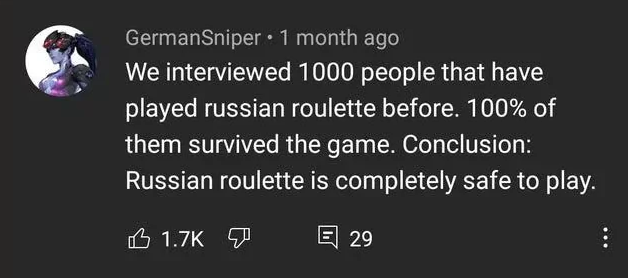 GermanSniper • 1 month ago
We interviewed 1000 people that have
played russian roulette before. 100% of
them survived the game. Conclusion:
Russian roulette is completely safe to play.
1.7K 29